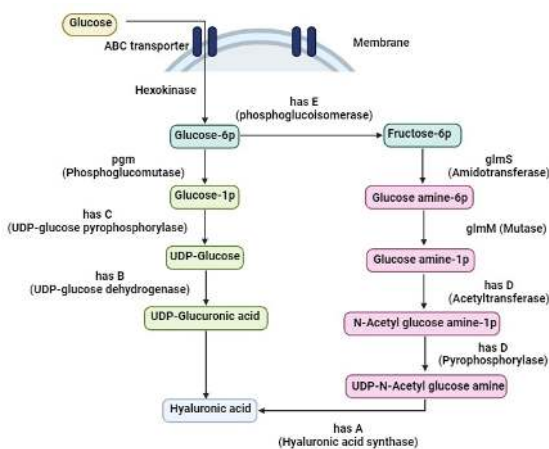 Glucose
ABC transporter
Membrane
Hexokinase
has E
(phosphoglucoisomerase)
Glucose-6p
Fructose-6p
pgm
(Phosphoglucomutase)
glmS
(Amidotransferase)
Glucose-1p
Glucose amine-6p
has C
(UDP-glucose pyrophosphorylase)
glmM (Mutase)
UDP-Glucose
Glucose amine-1p
has B
(UDP-glucose dehydrogenase)
has D
(Acetyltransferase)
UDP-Glucuronic acid
N-Acetyl glucose amine-1p
has D
(Pyrophosphorylase)
UDP-N-Acetyl glucose amine
Hyaluronic acid
has A
(Hyaluronic acid synthase)